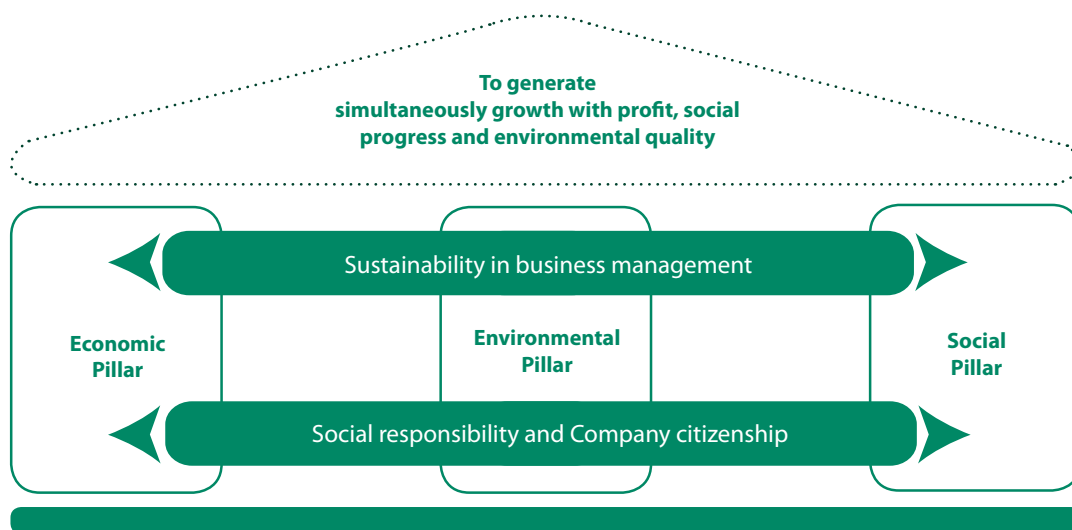 To generate
simultaneously growth with profit, social
progress and environmental quality
Sustainability in business management
Economic
Pillar
Environmental
Pillar
Social
Pillar
Social responsibility and Company citizenship